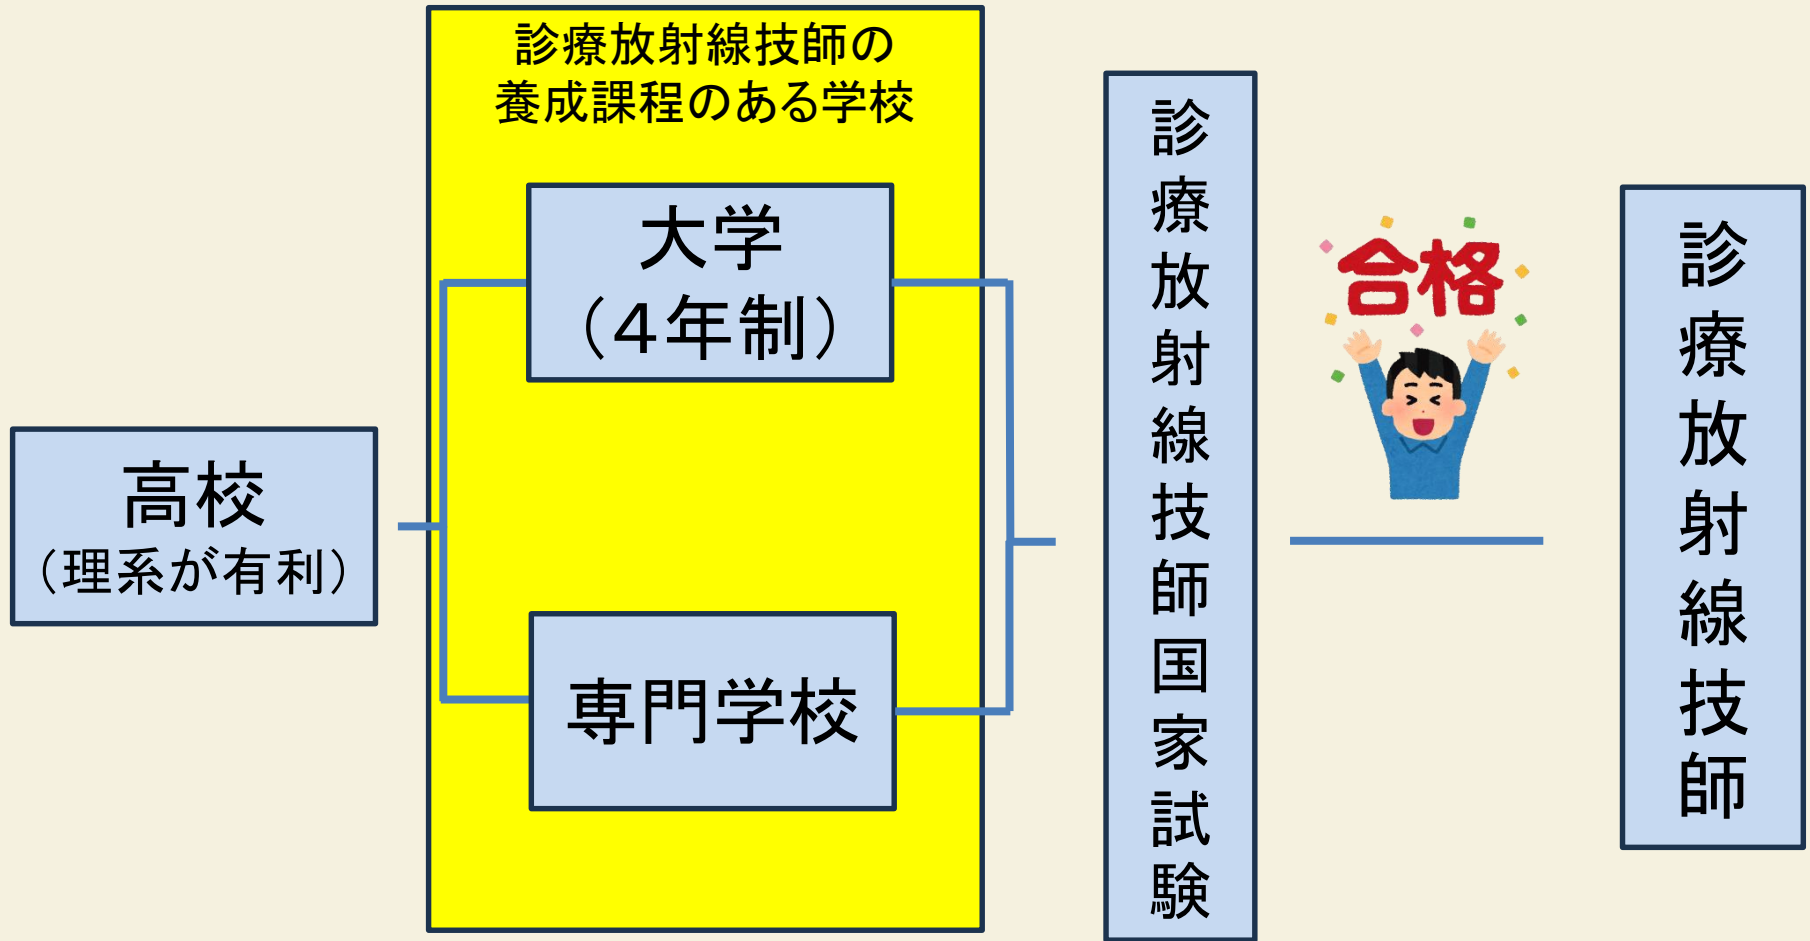 診療放射線技師の
養成課程のある学校
大学
（4年制）
高校
（理系が有利）
専門学校
診療放射線技師国家試験
合格
診療放射線技師